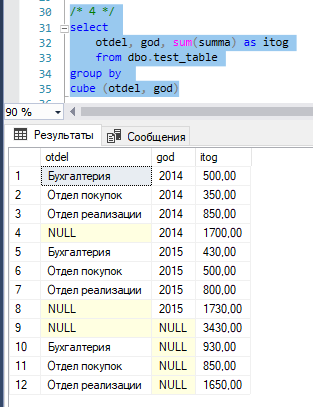 30 /* 4 */
31 select
32 otdel, god, sum(summa) as itog
33 from dbo.test_table
34 group by
35 cube (otdel, god)
90 %
Результаты Сообщения
otdel god itog
1 Бухгалтерия 2014 500,00
2 Отдел покупок 2014 350,00
3 Отдел реализации 2014 850,00
4 NULL 2014 1700,00
5 Бухгалтерия 2015 430,00
6 Отдел покупок 2015 500,00
7 Отдел реализации 2015 800,00
8 NULL 2015 1730,00
9 NULL NULL 3430,00
10 Бухгалтерия NULL 930,00
11 Отдел покупок NULL 850,00
12 Отдел реализации NULL 1650,00